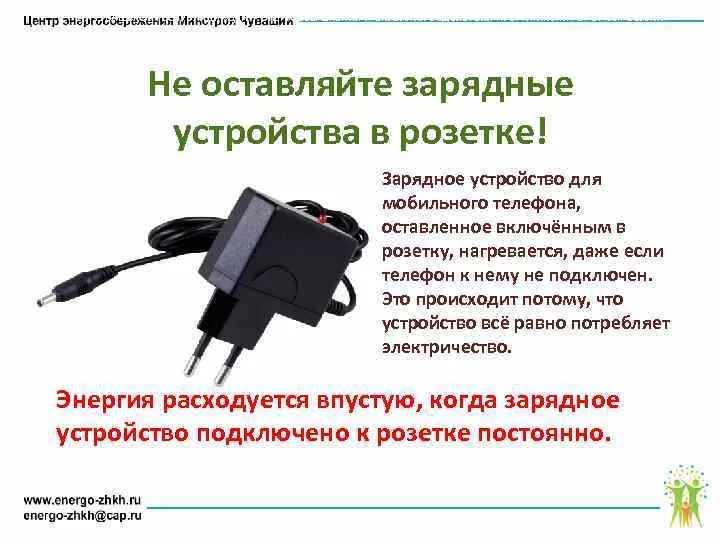 Центр энергосбережения Минстроя Чувашии
Не оставляйте зарядные
устройства в розетке!
Зарядное устройство для
мобильного телефона,
оставленное включённым в
розетку, нагревается, даже если
телефон к нему не подключен.
Это происходит потому, что
устройство всё равно потребляет
электричество.
Энергия расходуется впустую, когда зарядное
устройство подключено к розетке постоянно.
www.energo-zhkh.ru
energo-zhkh@cap.ru